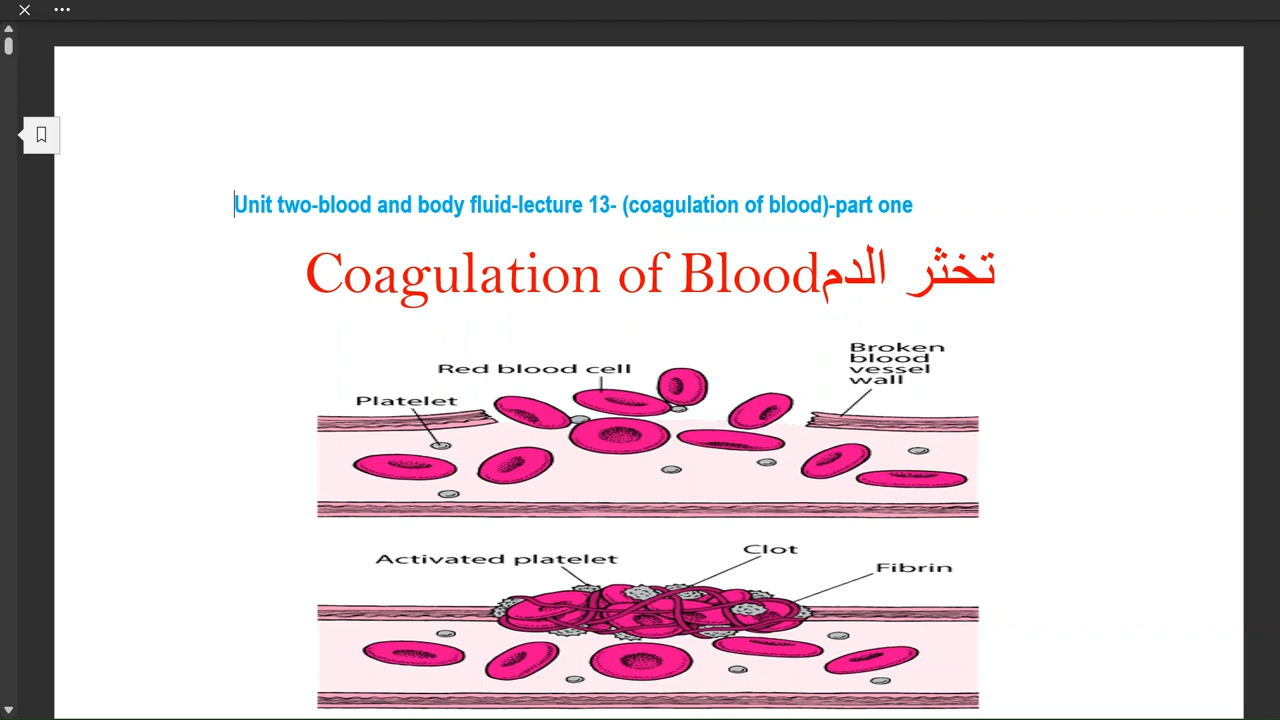 Unit two-blood and body fluid-lecture 13- (coagulation of blood)-part one
Coagulation of Bloodتخثر الدم
Broken
blood
vessel
wall
Red blood cell
Platelet
Activated platelet
Clot
Fibrin